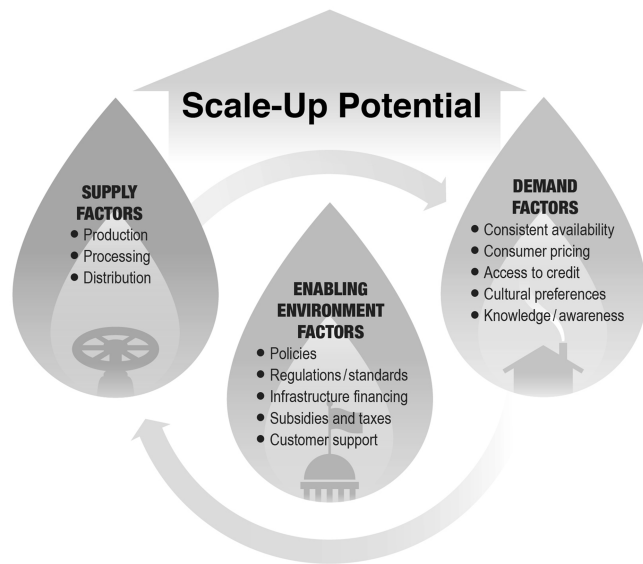 Scale-Up Potential
SUPPLY
FACTORS
• Production
• Processing
• Distribution
ENABLING
ENVIRONMENT
FACTORS
• Policies
• Regulations/standards
• Infrastructure financing
• Subsidies and taxes
• Customer support
DEMAND
FACTORS
• Consistent availability
• Consumer pricing
• Access to credit
• Cultural preferences
• Knowledge/awareness